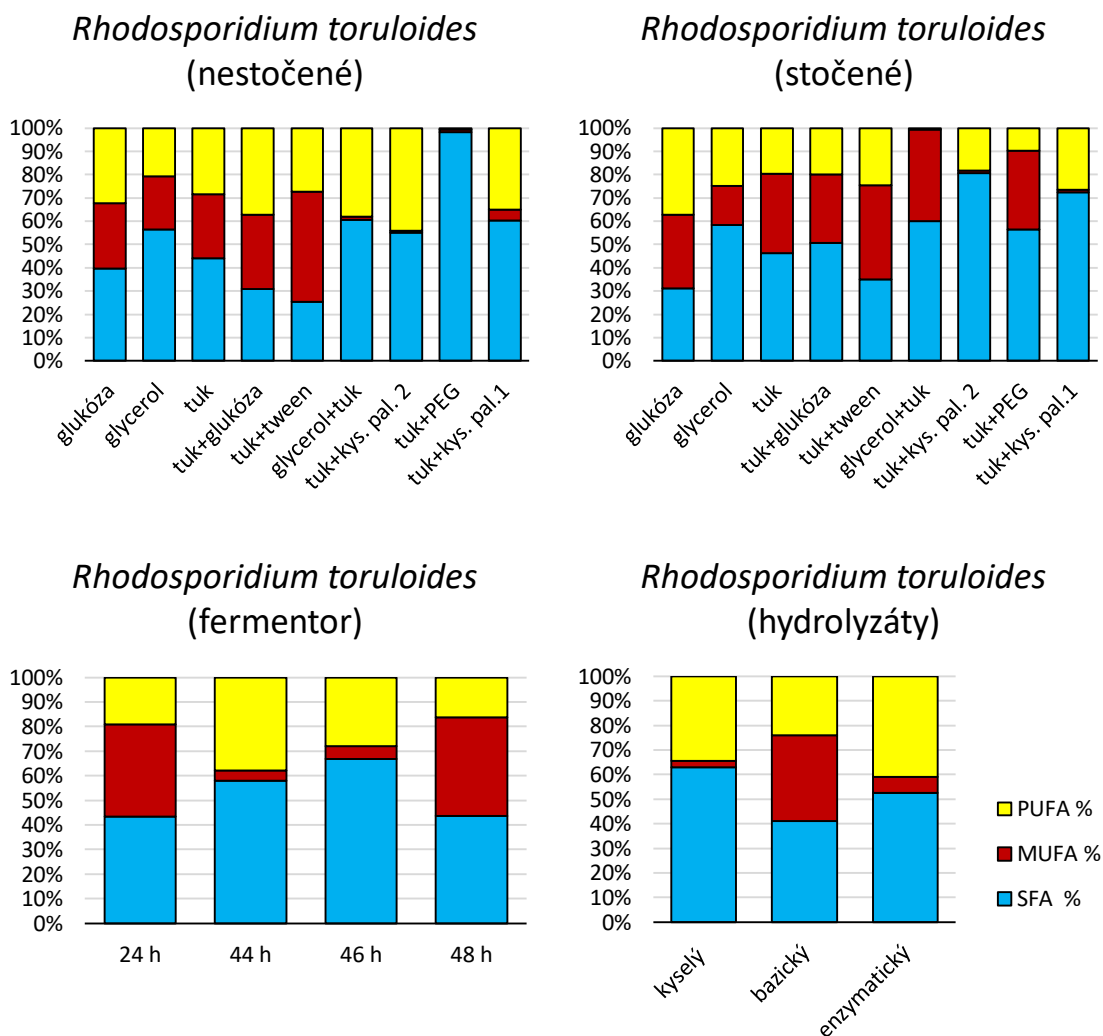 Rhodosporidium toruloides
(nestočené)
100%
90%
80%
70%
60%
50%
40%
30%
20%
10%
0%
glukóza
glycerol
tuk
tuk+glukóza
tuk+tween
glycerol+tuk
tuk+kys. pal. 2
tuk+PEG
tuk+kys. pal.1
Rhodosporidium toruloides
(stočené)
100%
90%
80%
70%
60%
50%
40%
30%
20%
10%
0%
glukóza
glycerol
tuk
tuk+glukóza
tuk+tween
glycerol+tuk
tuk+kys. pal. 2
tuk+PEG
tuk+kys. pal.1
Rhodosporidium toruloides
(fermentor)
100%
90%
80%
70%
60%
50%
40%
30%
20%
10%
0%
24 h
44 h
46 h
48 h
Rhodosporidium toruloides
(hydrolyzáty)
100%
90%
80%
70%
60%
50%
40%
30%
20%
10%
0%
kyselý
bazický
enzymatický
PUFA %
MUFA %
SFA %